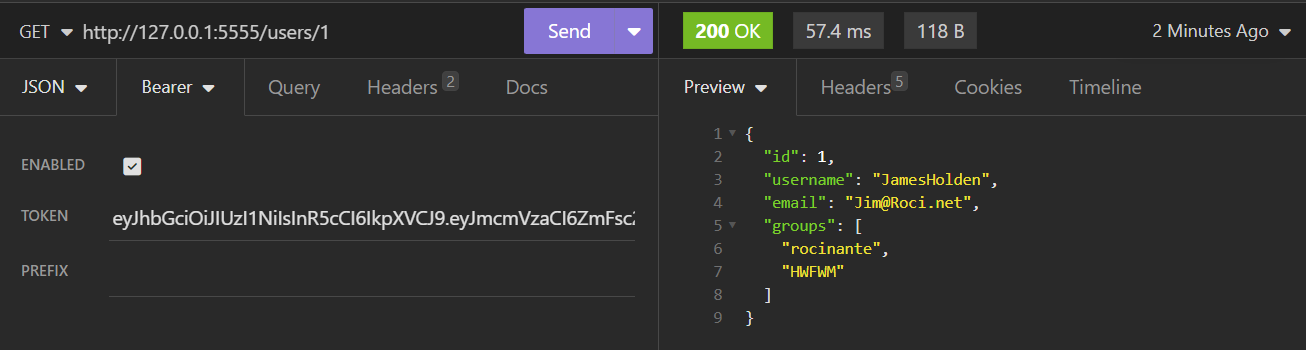 GET http://127.0.0.1:5555/users/1 Send 200 OK 57.4 ms 118 B 2 Minutes Ago
JSON Bearer Query Headers 2 Docs
Preview Headers 5 Cookies Timeline
ENABLED
TOKEN eyJhbGciOiJIUzI1NiIsInR5cCI6IkpXVCJ9.eyJmcmVzaCI6ZmFsc2
PREFIX
1 {
2 "id": 1,
3 "username": "JamesHolden",
4 "email": "Jim@Roci.net",
5 "groups": [
6 "rocinante",
7 "HWFWM"
8 ]
9 }